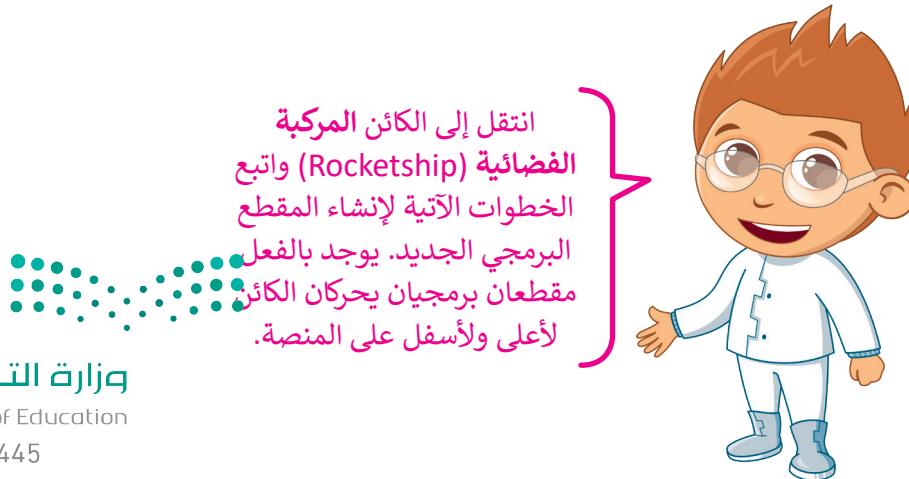 انتقل إلى الكائن المركبة
الفضائية (Rocketship) واتبع
الخطوات الآتية لإنشاء المقطع
البرمجي الجديد. يوجد بالفعل
مقطعان برمجيان يحركان الكائن
لأعلى ولأسفل على المنصة.
وزارة التـ
of Education
445